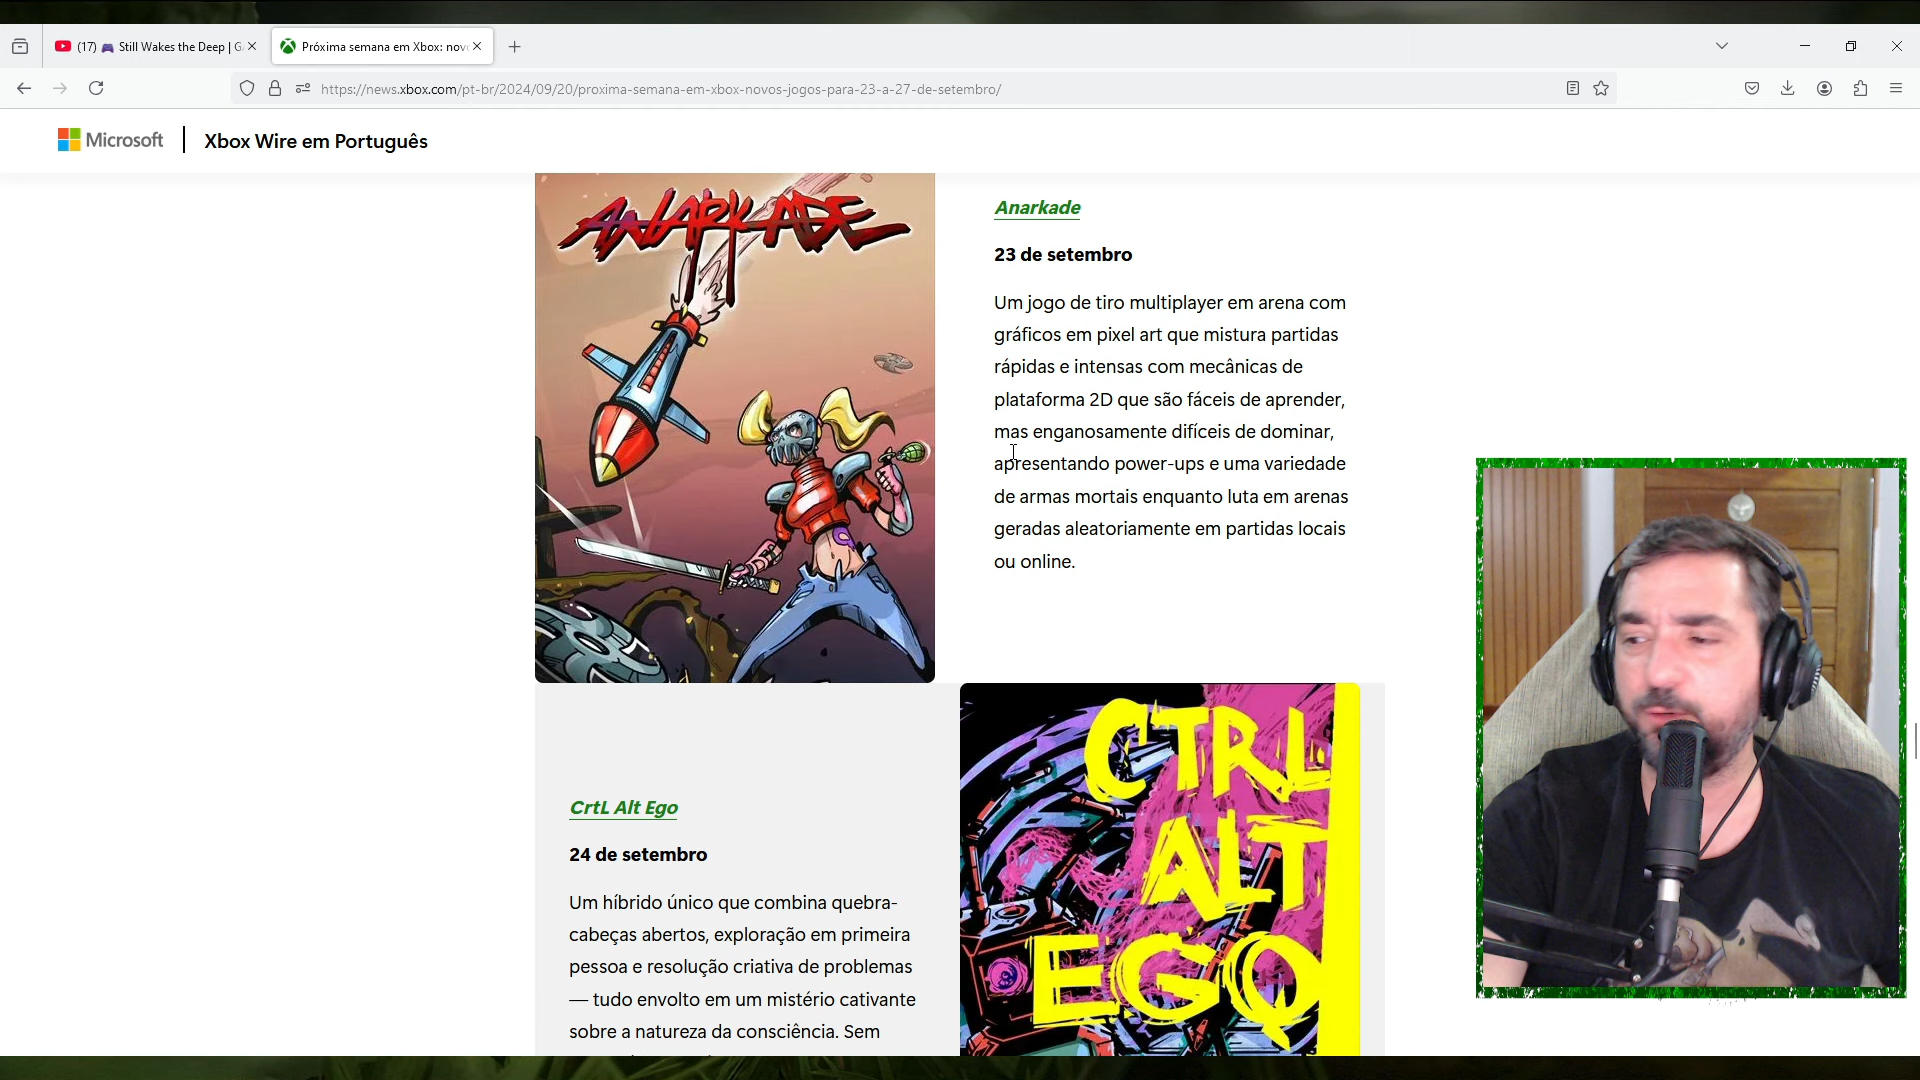 (17) 🎮 Still Wakes the Deep | G
Próxima semana em Xbox: nov
https://news.xbox.com/pt-br/2024/09/20/proxima-semana-em-xbox-novos-jogos-para-23-a-27-de-setembro/
Microsoft
Xbox Wire em Português
ANARKADE
Anarkade
23 de setembro
Um jogo de tiro multiplayer em arena com
gráficos em pixel art que mistura partidas
rápidas e intensas com mecânicas de
plataforma 2D que são fáceis de aprender,
mas enganosamente difíceis de dominar,
apresentando power-ups e uma variedade
de armas mortais enquanto luta em arenas
geradas aleatoriamente em partidas locais
ou online.
CrtL Alt Ego
24 de setembro
Um híbrido único que combina quebra-
cabeças abertos, exploração em primeira
pessoa e resolução criativa de problemas
— tudo envolto em um mistério cativante
sobre a natureza da consciência. Sem
CTRL
ALT
EGO